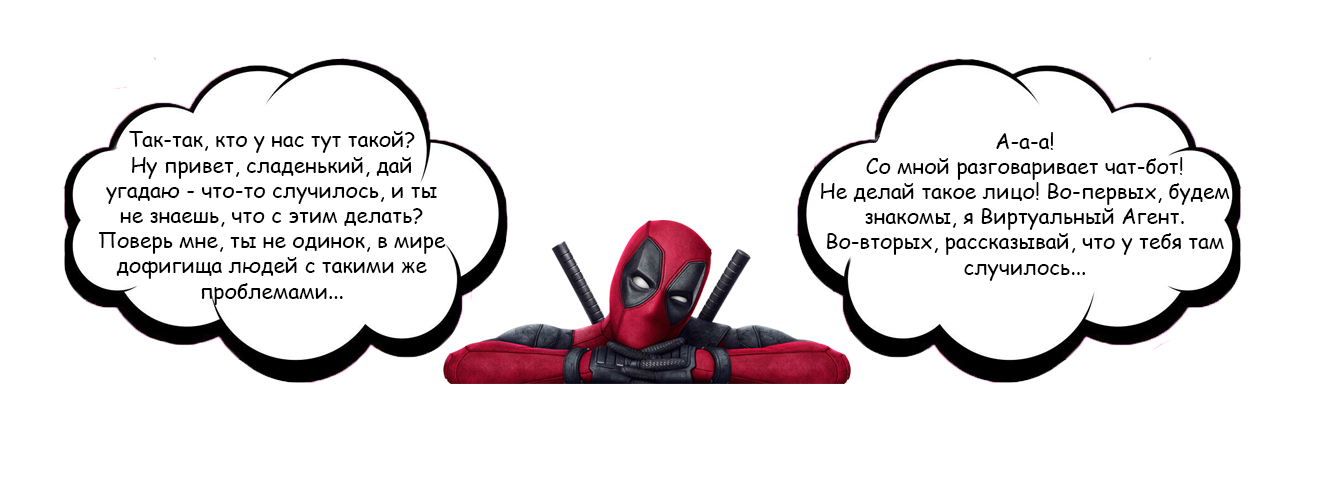 Так-так, кто у нас тут такой?
Ну привет, сладенький, дай
угадаю - что-то случилось, и ты
не знаешь, что с этим делать?
Поверь мне, ты не одинок, в мире
дофигища людей с такими же
проблемами...
А-а-а!
Со мной разговаривает чат-бот!
Не делай такое лицо! Во-первых, будем
знакомы, я Виртуальный Агент.
Во-вторых, рассказывай, что у тебя там
случилось...